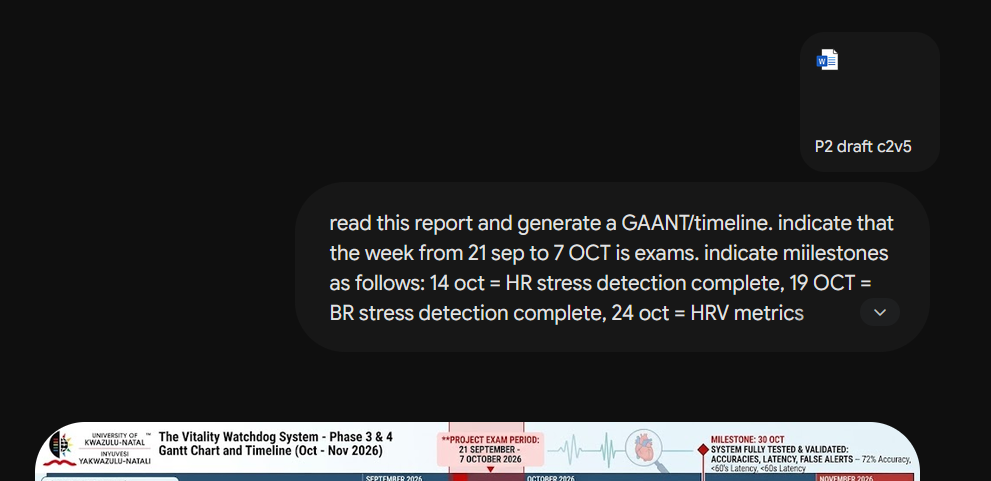 W
P2 draft c2v5
read this report and generate a GAANT/timeline. indicate that
the week from 21 sep to 7 OCT is exams. indicate miilestones
as follows: 14 oct = HR stress detection complete, 19 OCT =
BR stress detection complete, 24 oct = HRV metrics
UNIVERSITY OF ™
KWAZULU-NATAL
INYUVESI
YAKWAZULU-NATALI
The Vitality Watchdog System - Phase 3 & 4
Gantt Chart and Timeline (Oct - Nov 2026)
**PROJECT EXAM PERIOD:
21 SEPTEMBER -
7 OCTOBER 2026
MILESTONE: 30 OCT
SYSTEM FULLY TESTED & VALIDATED:
ACCURACIES, LATENCY, FALSE ALERTS – 72% Accuracy,
<60's Latency, <60s Latency
SEPTEMBER 2026
OCTOBER 2026
NOVEMBER 2026